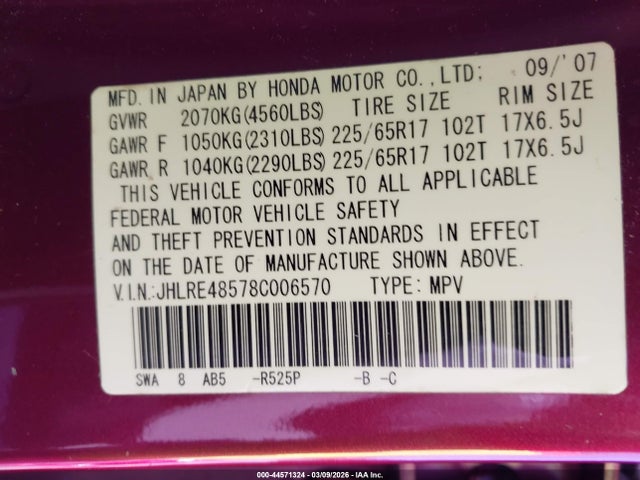 MFD. IN JAPAN BY HONDA MOTOR CO.,LTD; 09/'07
GVWR 2070KG(4560LBS) TIRE SIZE RIM SIZE
GAWR F 1050KG(2310LBS) 225/65R17 102T 17X6.5J
GAWR R 1040KG(2290LBS) 225/65R17 102T 17X6.5J
THIS VEHICLE CONFORMS TO ALL APPLICABLE
FEDERAL MOTOR VEHICLE SAFETY
AND THEFT PREVENTION STANDARDS IN EFFECT
ON THE DATE OF MANUFACTURE SHOWN ABOVE.
V.I.N.:JHLRE48578C006570 TYPE: MPV
SWA 8 AB5 -R525P -B -C
000-44571324 | 03/09/2026 | IAA Inc.